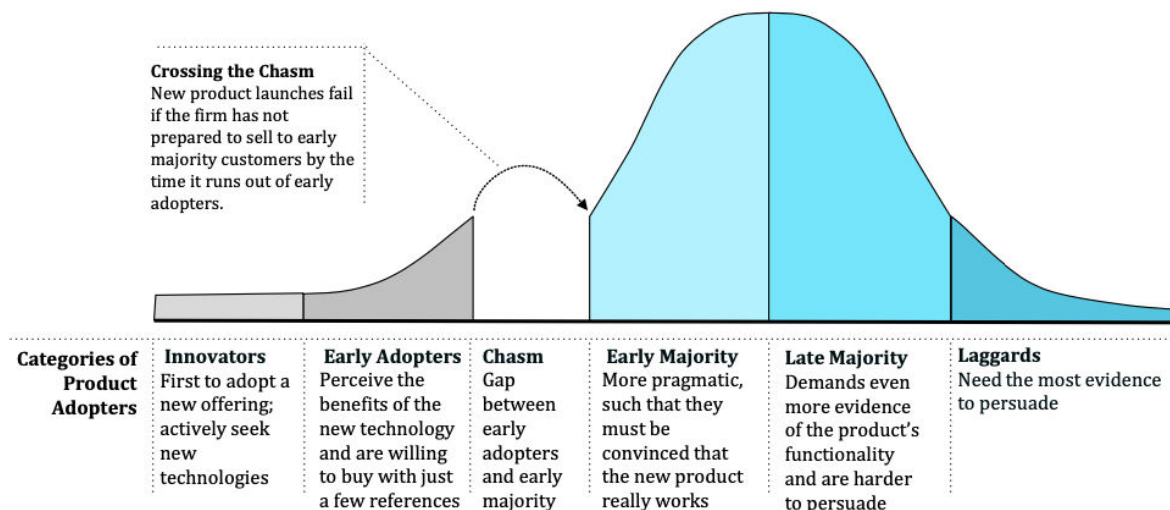 Crossing the Chasm
New product launches fail
if the firm has not
prepared to sell to early
majority customers by the
time it runs out of early
adopters.
Categories of
Product
Adopters
Innovators
First to adopt a
new offering;
actively seek
new
technologies
Early Adopters
Perceive the
benefits of the
new technology
and are willing
to buy with just
a few references
Chasm
Gap
between
early
adopters
and early
majority
Early Majority
More pragmatic,
such that they
must be
convinced that
the new product
really works
Late Majority
Demands even
more evidence
of the product's
functionality
and are harder
to persuade
Laggards
Need the most evidence
to persuade